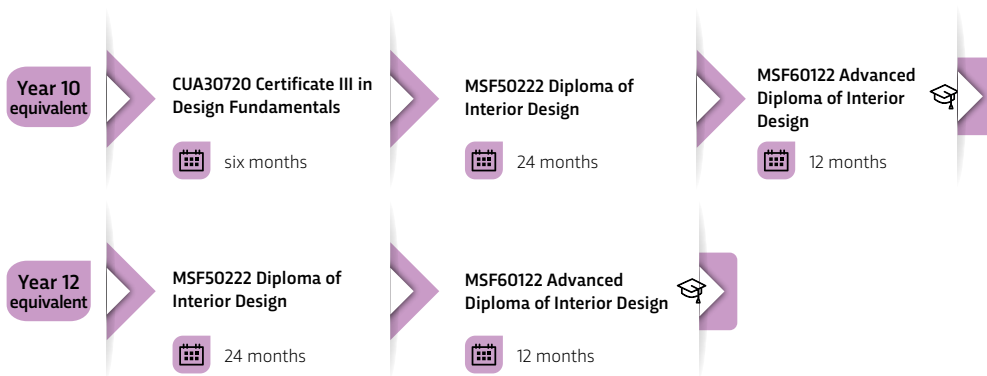 Year 10
equivalent
CUA30720 Certificate III in
Design Fundamentals
six months
MSF50222 Diploma of
Interior Design
24 months
MSF60122 Advanced
Diploma of Interior
Design
12 months
Year 12
equivalent
MSF50222 Diploma of
Interior Design
24 months
MSF60122 Advanced
Diploma of Interior Design
12 months